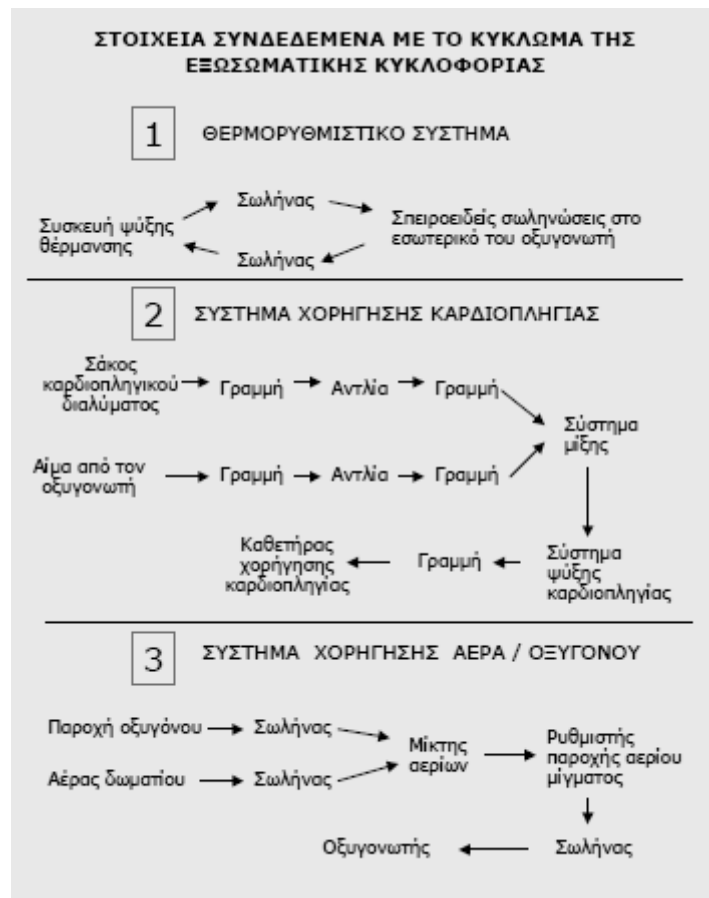 ΣΤΟΙΧΕΙΑ ΣΥΝΔΕΔΕΜΕΝΑ ΜΕ ΤΟ ΚΥΚΛΩΜΑ ΤΗΣ
ΕΞΩΣΩΜΑΤΙΚΗΣ ΚΥΚΛΟΦΟΡΙΑΣ
1 ΘΕΡΜΟΡΥΘΜΙΣΤΙΚΟ ΣΥΣΤΗΜΑ
Συσκευή ψύξης
θέρμανσης
Σωλήνας
Σπειροειδείς σωληνώσεις στο
εσωτερικό του οξυγονωτή
Σωλήνας
2 ΣΥΣΤΗΜΑ ΧΟΡΗΓΗΣΗΣ ΚΑΡΔΙΟΠΛΗΓΙΑΣ
Σάκος
καρδιοπληγικού
διαλύματος
Γραμμή
Αντλία
Γραμμή
Αίμα από τον
οξυγονωτή
Γραμμή
Αντλία
Γραμμή
Σύστημα
μίξης
Σύστημα
ψύξης
καρδιοπληγίας
Γραμμή
Καθετήρας
χορήγησης
καρδιοπληγίας
3 ΣΥΣΤΗΜΑ ΧΟΡΗΓΗΣΗΣ ΑΕΡΑ / ΟΞΥΓΟΝΟΥ
Παροχή οξυγόνου
Σωλήνας
Αέρας δωματίου
Σωλήνας
Μίκτης
αερίων
Ρυθμιστής
παροχής αερίου
μίγματος
Σωλήνας
Οξυγονωτής